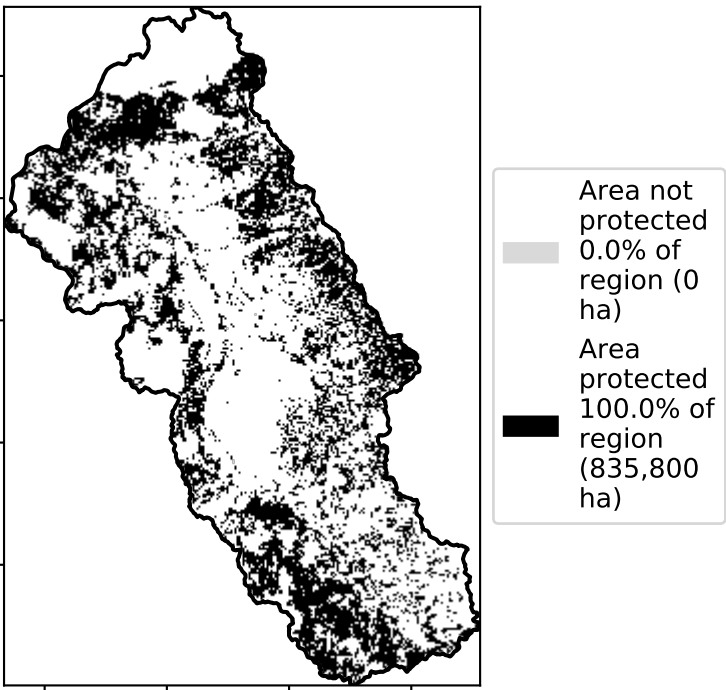 Area not
protected
0.0% of
region (0
ha)
Area
protected
100.0% of
region
(835,800
ha)